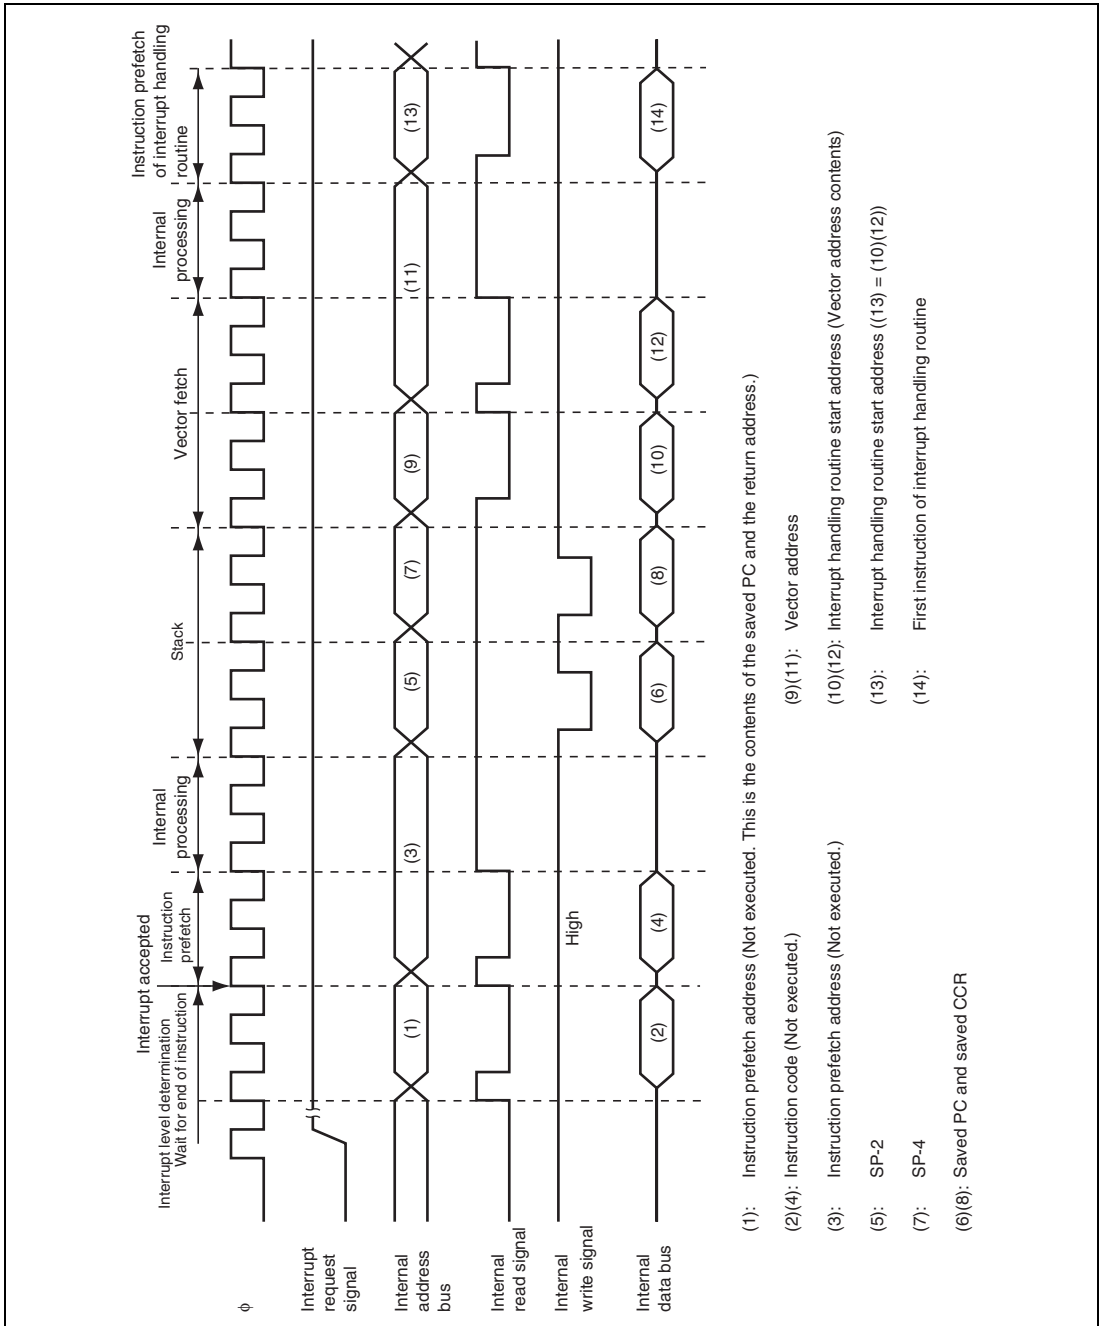 Interrupt accepted
Interrupt level determination
Wait for end of instruction
Instruction
prefetch
Internal
processing
Stack
Vector fetch
Internal
processing
Instruction prefetch
of interrupt handling
routine
φ
Interrupt
request
signal
Internal
address
bus
(1)
(3)
(5)
(7)
(9)
(11)
(13)
Internal
read signal
Internal
write signal
High
Internal
data bus
(2)
(4)
(6)
(8)
(10)
(12)
(14)
(1): Instruction prefetch address (Not executed. This is the contents of the saved PC and the return address.)
(2)(4): Instruction code (Not executed.)
(3): Instruction prefetch address (Not executed.)
(5): SP-2
(7): SP-4
(6)(8): Saved PC and saved CCR
(9)(11): Vector address
(10)(12): Interrupt handling routine start address (Vector address contents)
(13): Interrupt handling routine start address ((13) = (10)(12))
(14): First instruction of interrupt handling routine